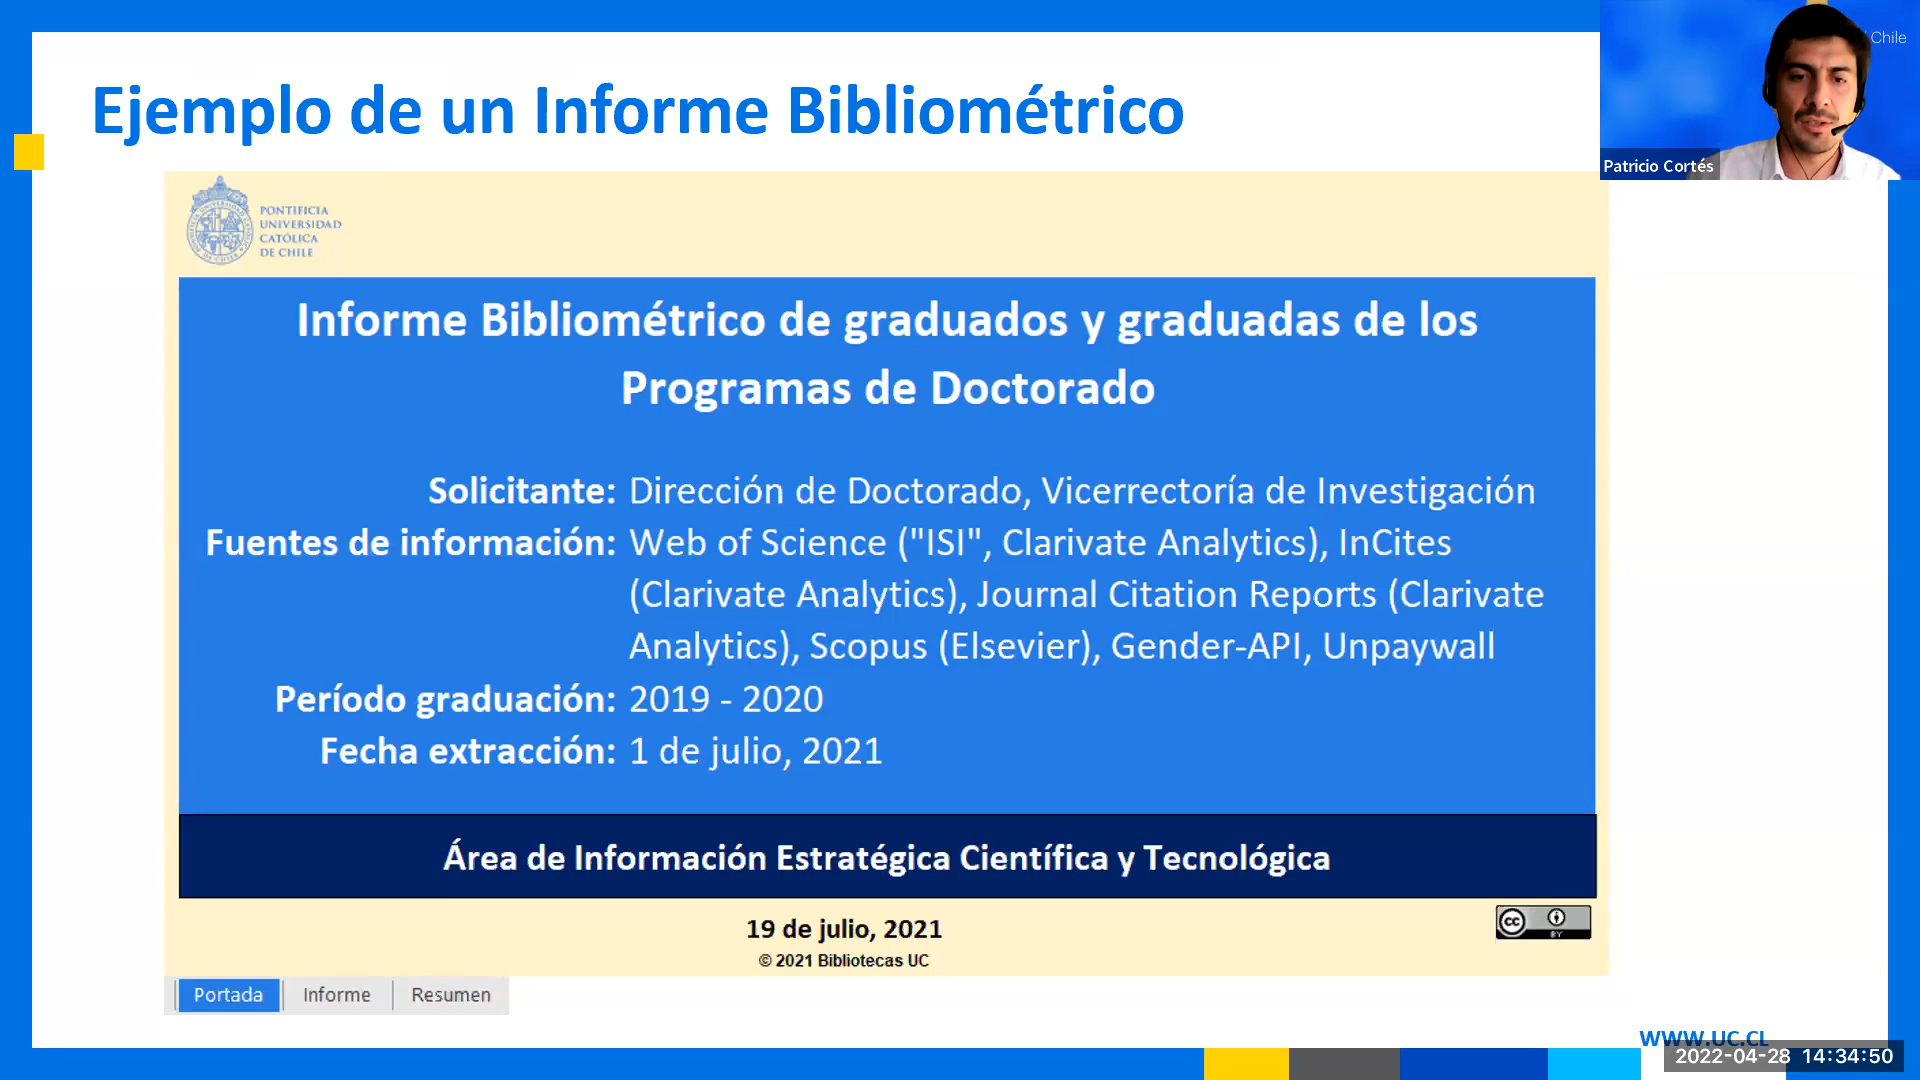 Ejemplo de un Informe Bibliométrico
Chile
Patricio Cortés
PONTIFICIA
UNIVERSIDAD
CATÓLICA
DE CHILE
Informe Bibliométrico de graduados y graduadas de los
Programas de Doctorado
Solicitante: Dirección de Doctorado, Vicerrectoría de Investigación
Fuentes de información: Web of Science ("ISI", Clarivate Analytics), InCites
(Clarivate Analytics), Journal Citation Reports (Clarivate
Analytics), Scopus (Elsevier), Gender-API, Unpaywall
Período graduación: 2019 - 2020
Fecha extracción: 1 de julio, 2021
Área de Información Estratégica Científica y Tecnológica
19 de julio, 2021
© 2021 Bibliotecas UC
cc BY
Portada Informe Resumen
WWW.UC.CL
2022-04-28 14:34:50